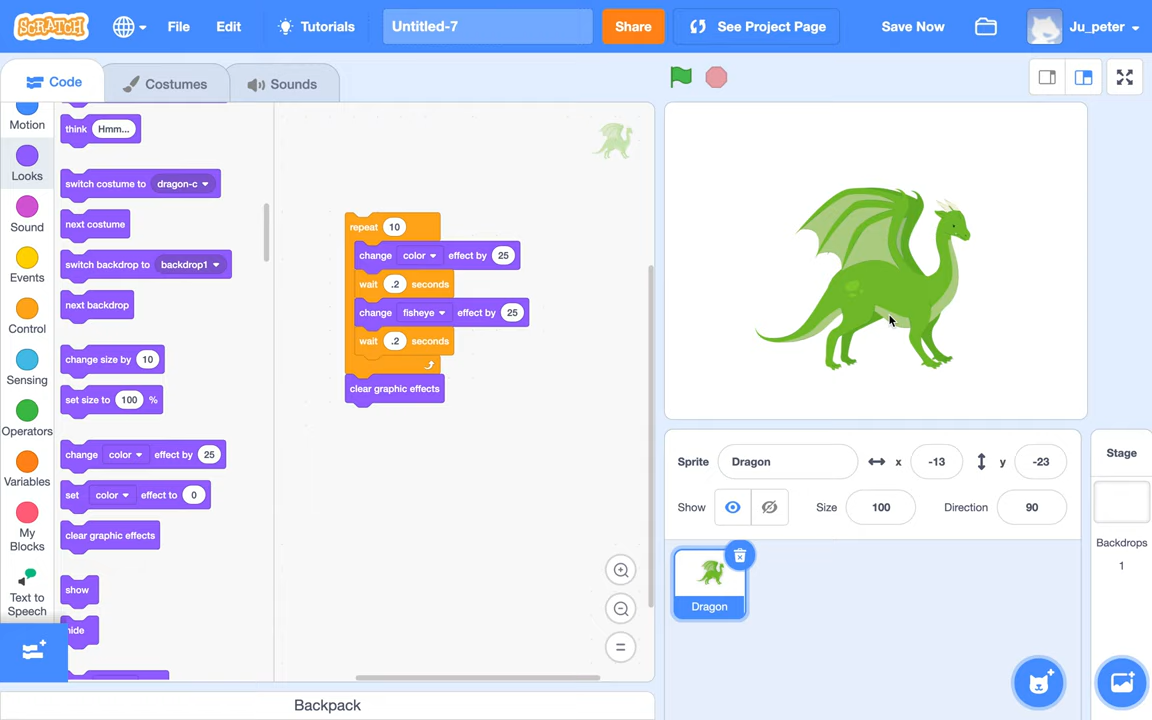 SCRATCH File Edit Tutorials Untitled-7 Share See Project Page Save Now Ju_peter
Code Costumes Sounds
Motion
Looks
Sound
Events
Control
Sensing
Operators
Variables
My
Blocks
Text to
Speech
think Hmm...
switch costume to dragon-c
next costume
switch backdrop to backdrop1
next backdrop
change size by 10
set size to 100 %
change color effect by 25
set color effect to 0
clear graphic effects
show
hide
repeat 10
change color effect by 25
wait .2 seconds
change fisheye effect by 25
wait .2 seconds
clear graphic effects
Sprite Dragon x -13 y -23
Show Size 100 Direction 90
Dragon
Stage
Backdrops
1
Backpack